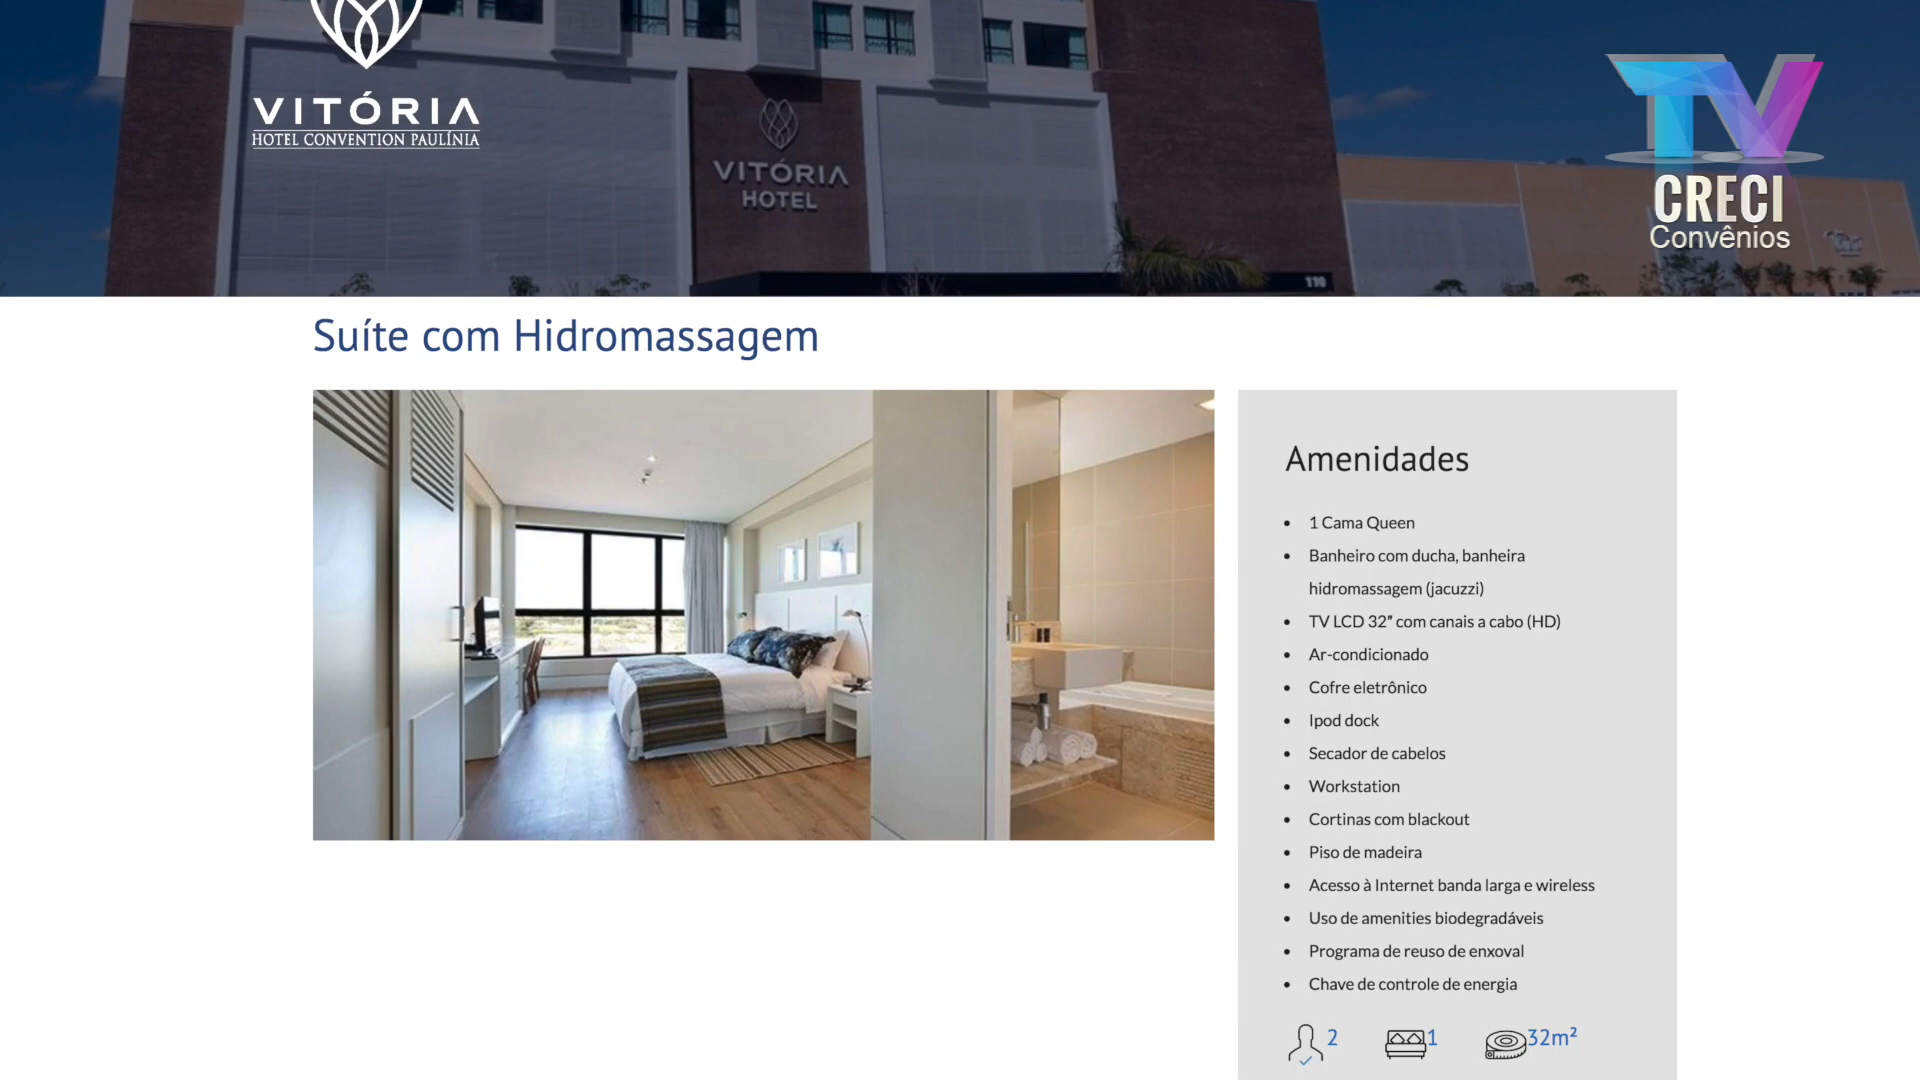 VITÓRIA
HOTEL CONVENTION PAULÍNIA
VITÓRIA
HOTEL
110
TV
CRECI
Convênios
Suíte com Hidromassagem
Amenidades
• 1 Cama Queen
• Banheiro com ducha, banheira
hidromassagem (jacuzzi)
• TV LCD 32″ com canais a cabo (HD)
• Ar-condicionado
• Cofre eletrônico
• Ipod dock
• Secador de cabelos
• Workstation
• Cortinas com blackout
• Piso de madeira
• Acesso à Internet banda larga e wireless
• Uso de amenities biodegradáveis
• Programa de reuso de enxoval
• Chave de controle de energia
2 1 32m²